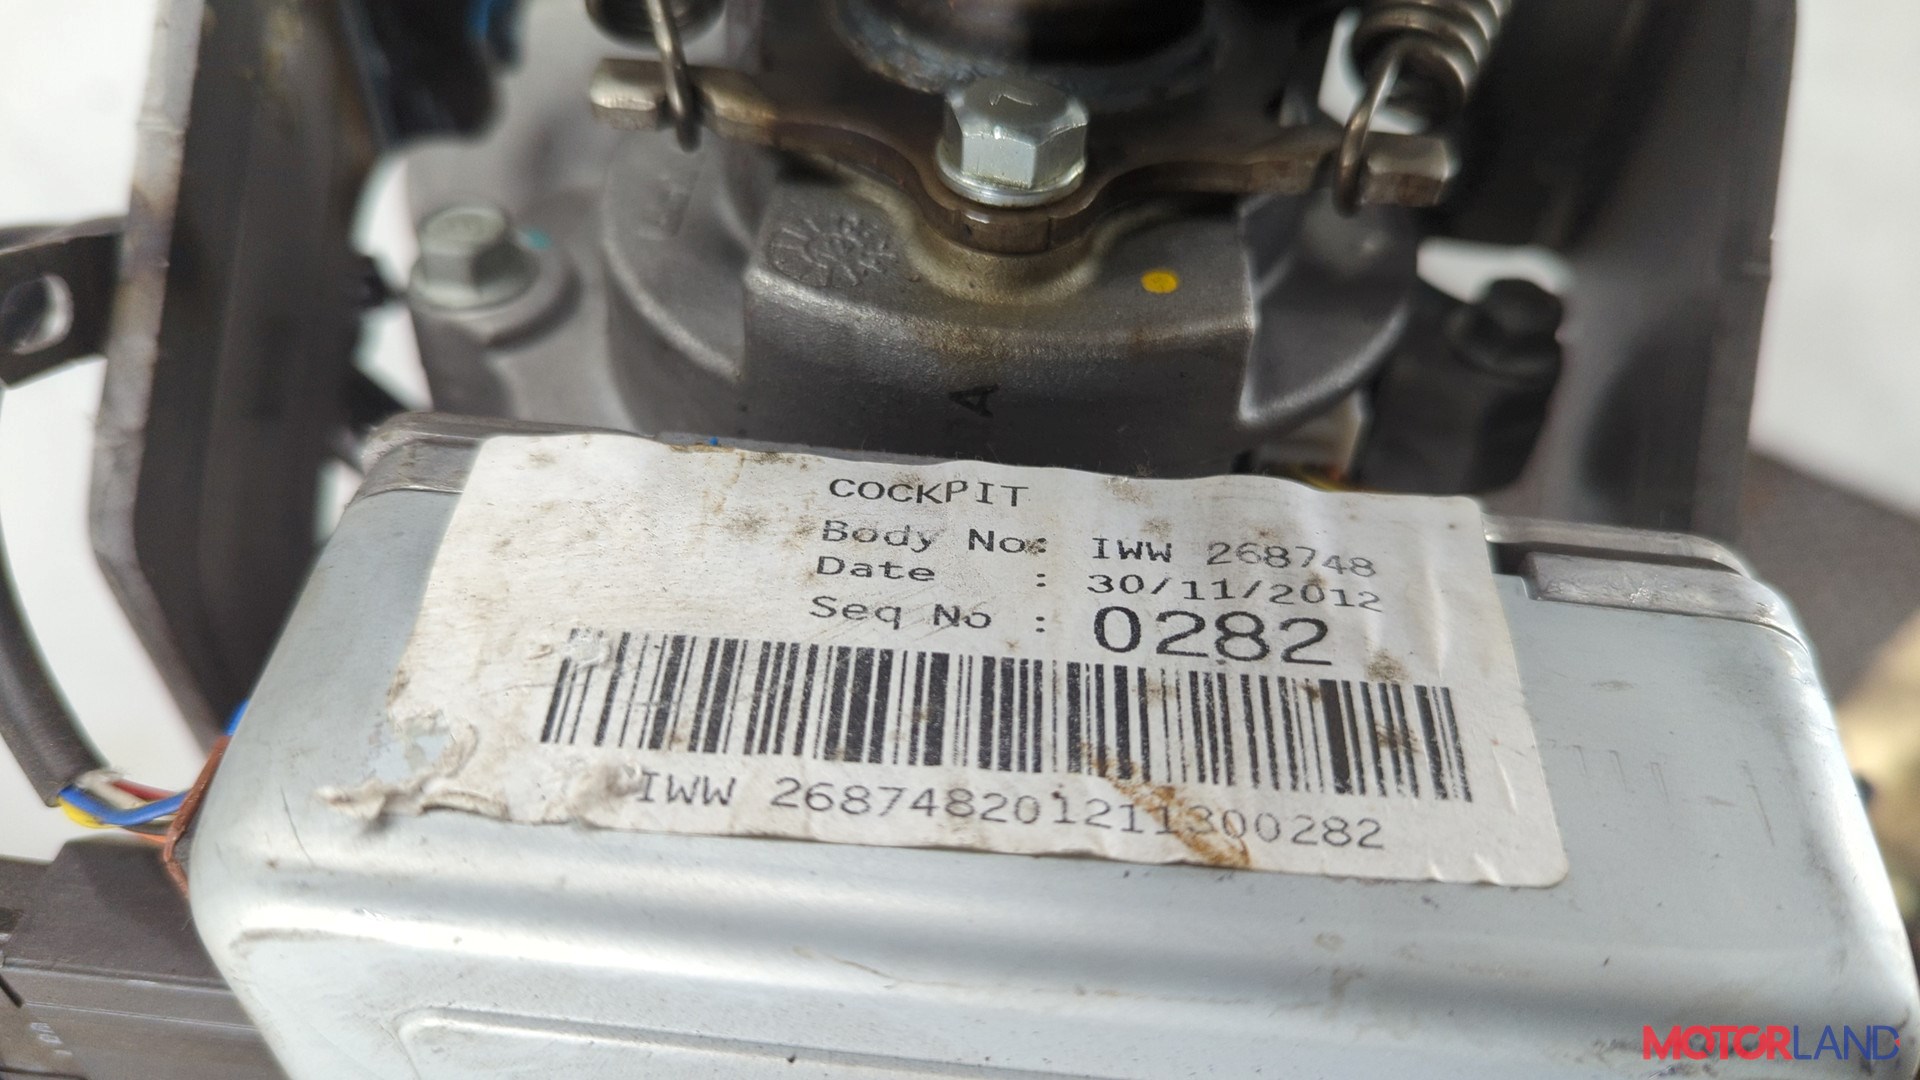 A
COCKPIT
Body No: IWW 268748
Date : 30/11/2012
Seq No : 0282
IWW 268748201211300282
MOTORLAND